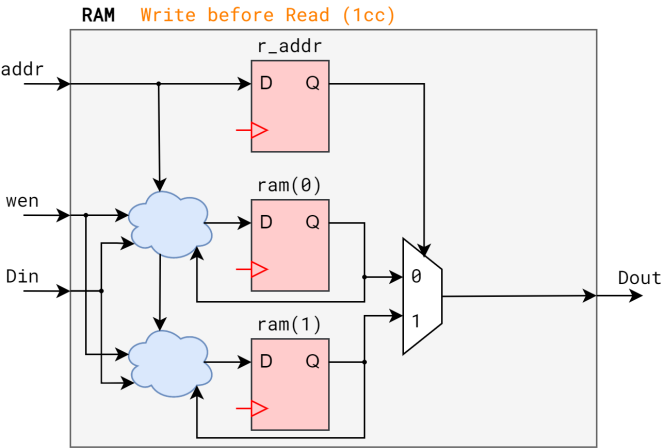 RAM Write before Read (1cc)
r_addr
addr
D Q
ram(0)
wen
D Q
0
Din
Dout
ram(1)
1
D Q